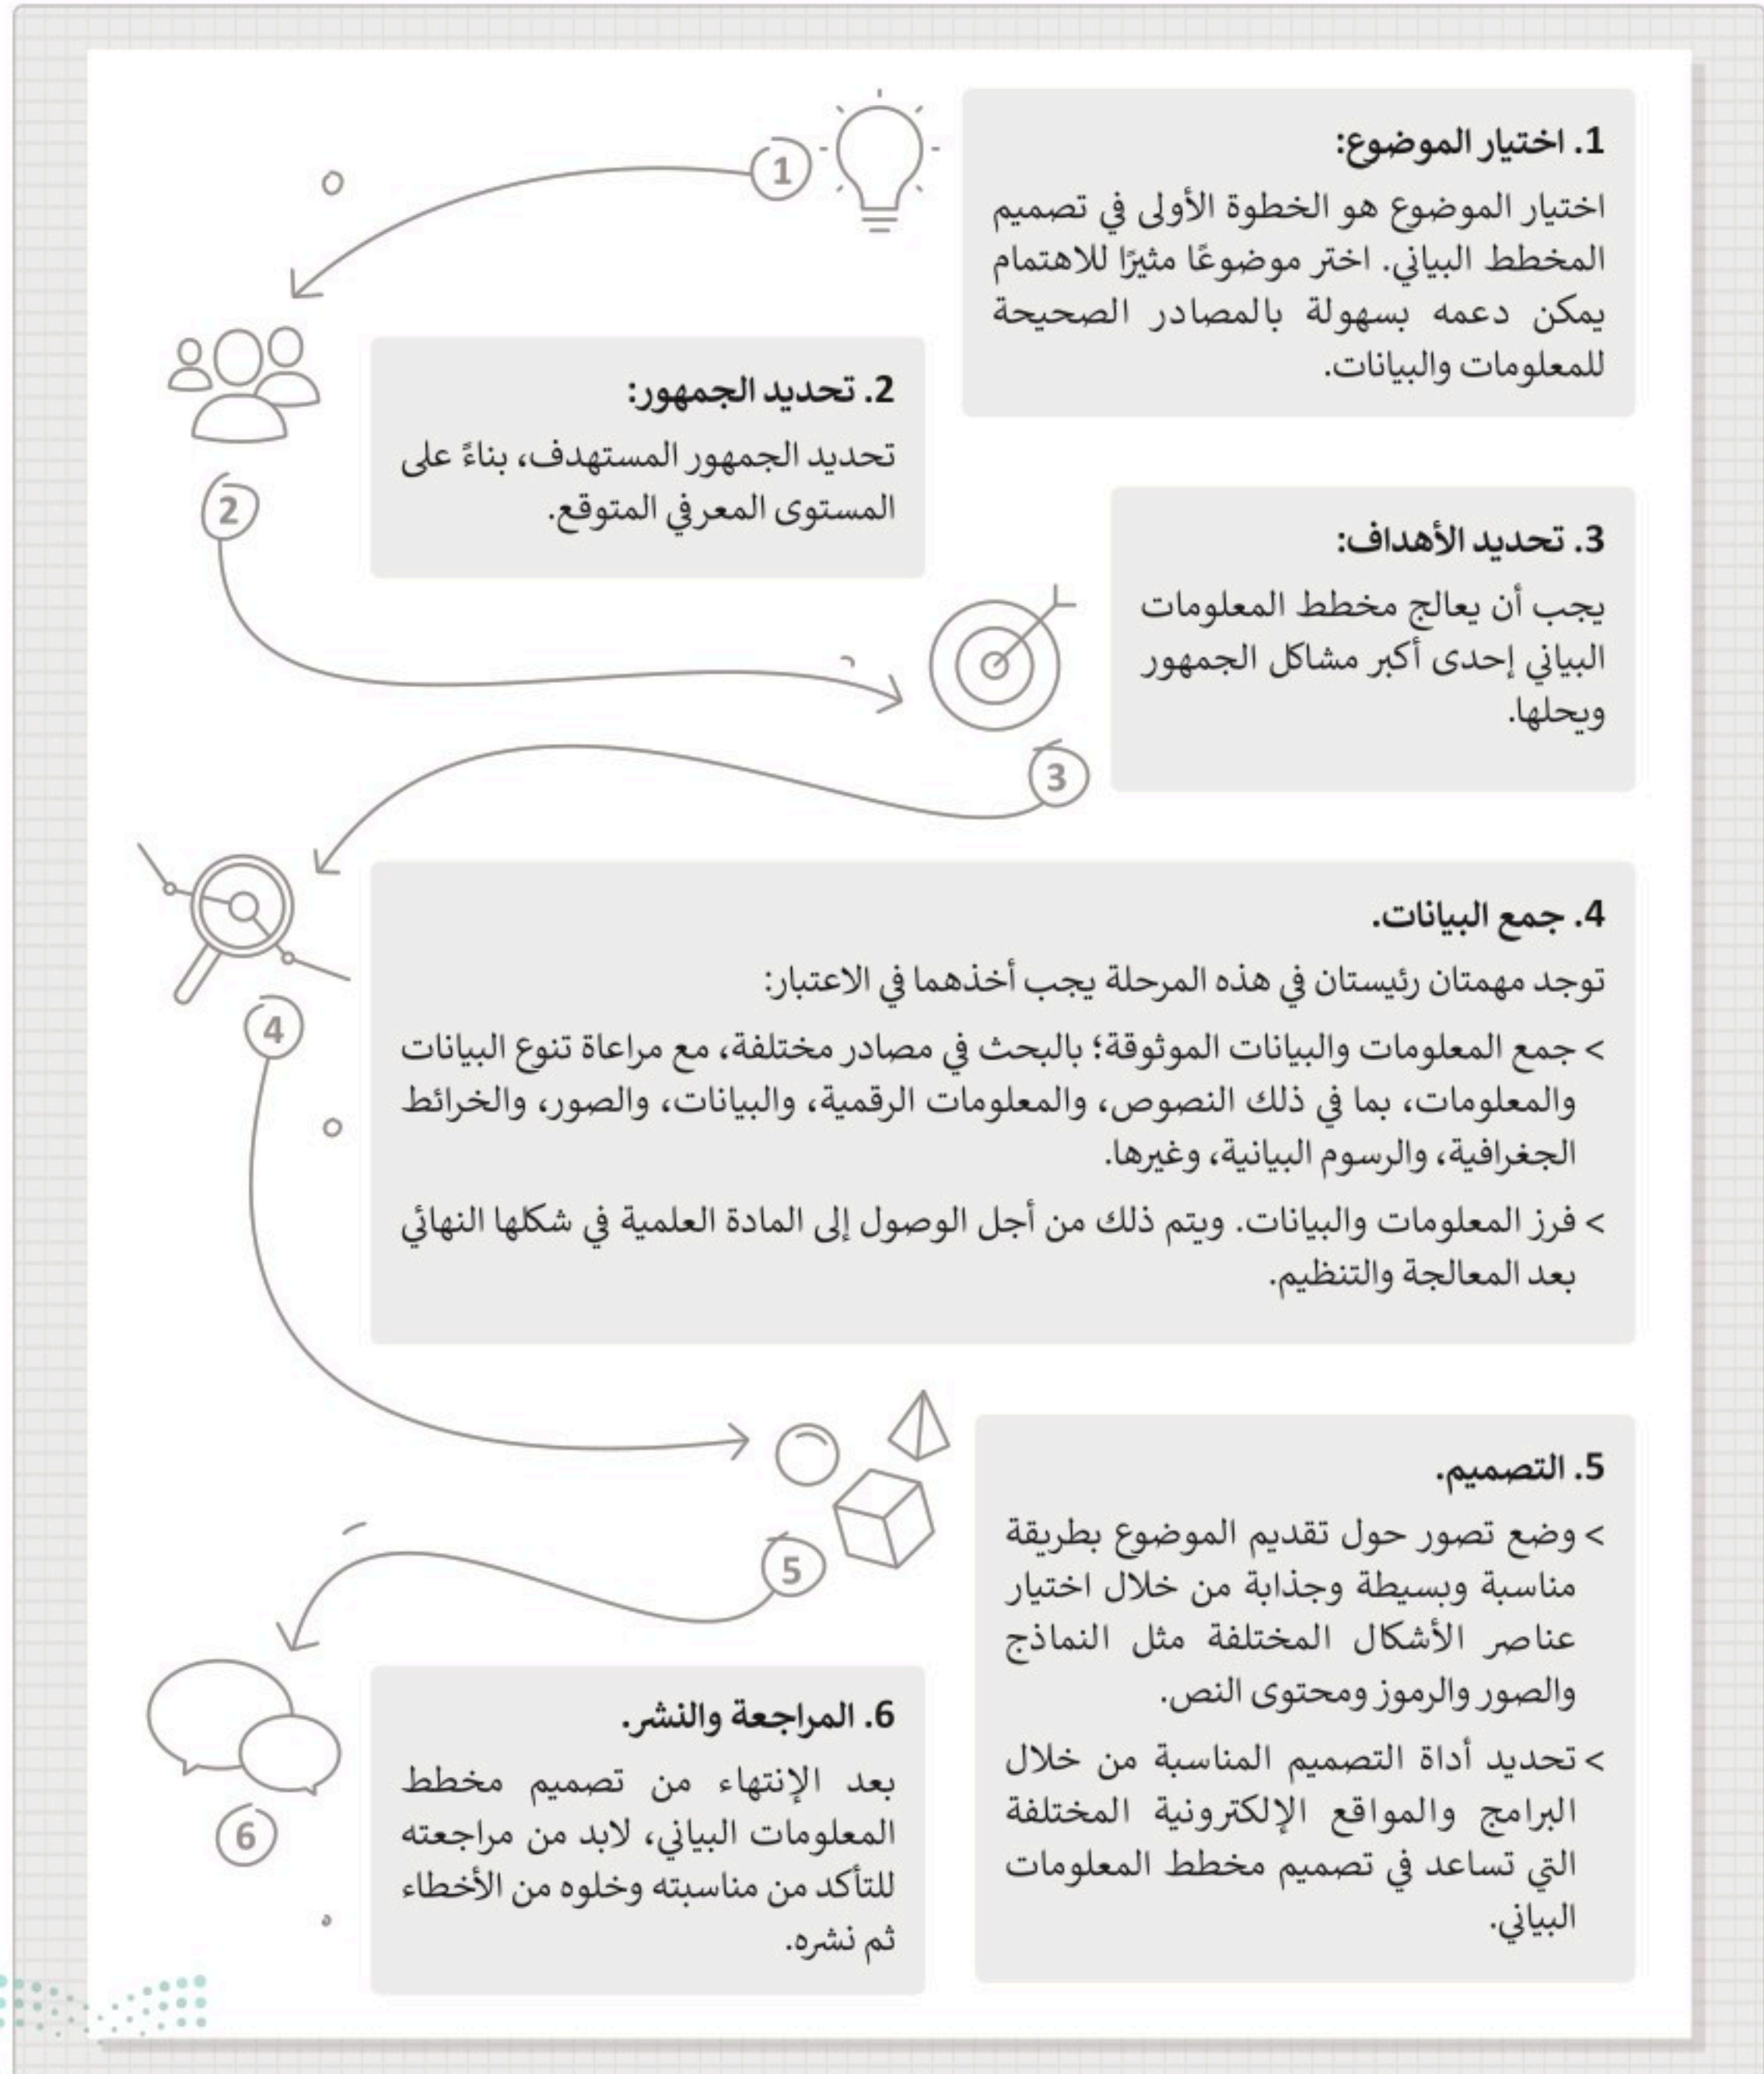 1. اختيار الموضوع:
اختيار الموضوع هو الخطوة الأولى في تصميم
المخطط البياني. اختر موضوعًا مثيرًا للاهتمام
يمكن دعمه بسهولة بالمصادر الصحيحة
للمعلومات والبيانات.
1
2. تحديد الجمهور:
تحديد الجمهور المستهدف، بناءً على
المستوى المعرفي المتوقع.
2
3. تحديد الأهداف:
يجب أن يعالج مخطط المعلومات
البياني إحدى أكبر مشاكل الجمهور
ويحلها.
3
4. جمع البيانات.
توجد مهمتان رئيستان في هذه المرحلة يجب أخذهما في الاعتبار:
> جمع المعلومات والبيانات الموثوقة؛ بالبحث في مصادر مختلفة، مع مراعاة تنوع البيانات
والمعلومات، بما في ذلك النصوص، والمعلومات الرقمية، والبيانات، والصور، والخرائط
الجغرافية، والرسوم البيانية، وغيرها.
> فرز المعلومات والبيانات. ويتم ذلك من أجل الوصول إلى المادة العلمية في شكلها النهائي
بعد المعالجة والتنظيم.
4
5. التصميم.
> وضع تصور حول تقديم الموضوع بطريقة
مناسبة وبسيطة وجذابة من خلال اختيار
عناصر الأشكال المختلفة مثل النماذج
والصور والرموز ومحتوى النص.
> تحديد أداة التصميم المناسبة من خلال
البرامج والمواقع الإلكترونية المختلفة
التي تساعد في تصميم مخطط المعلومات
البياني.
5
6. المراجعة والنشر.
بعد الإنتهاء من تصميم مخطط
المعلومات البياني، لابد من مراجعته
للتأكد من مناسبته وخلوه من الأخطاء
ثم نشره.
6